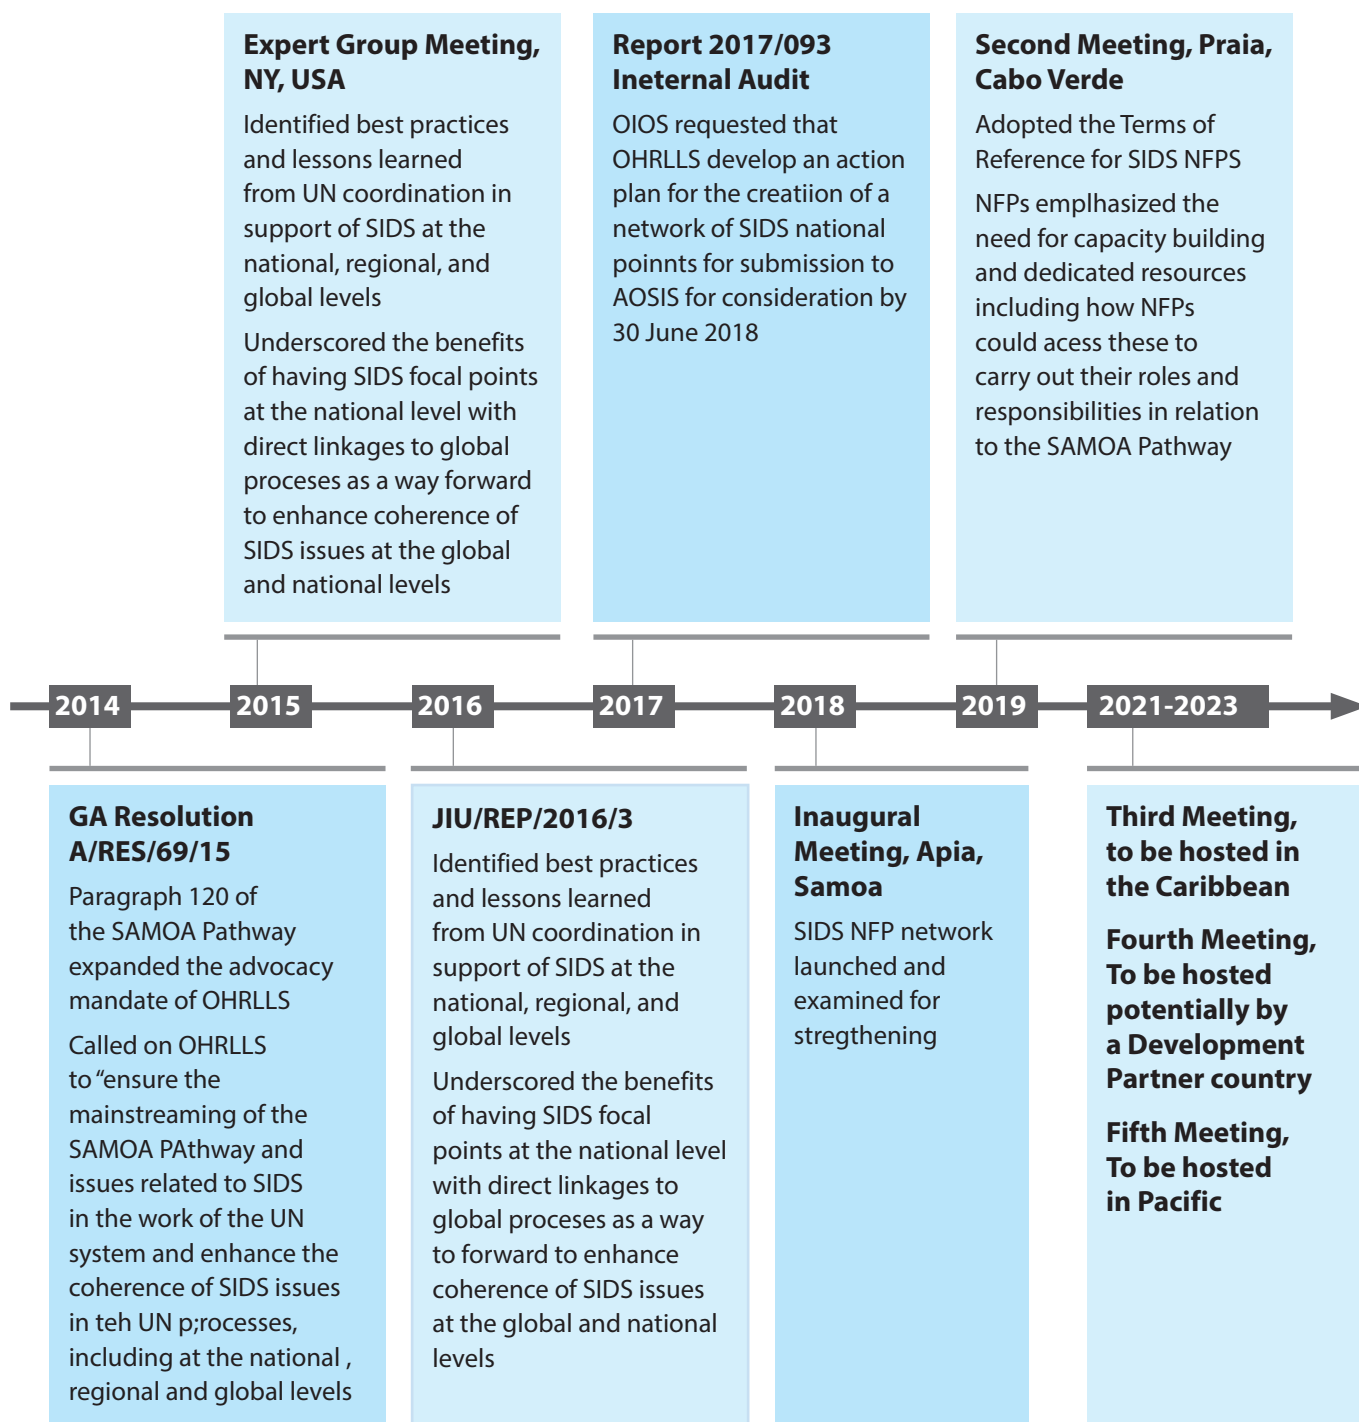 Expert Group Meeting,
NY, USA
Identified best practices
and lessons learned
from UN coordination in
support of SIDS at the
national, regional, and
global levels
Underscored the benefits
of having SIDS focal points
at the national level with
direct linkages to global
proceses as a way forward
to enhance coherence of
SIDS issues at the global
and national levels
Report 2017/093
Ineternal Audit
OIOS requested that
OHRLLS develop an action
plan for the creatiion of a
network of SIDS national
poinnts for submission to
AOSIS for consideration by
30 June 2018
Second Meeting, Praia,
Cabo Verde
Adopted the Terms of
Reference for SIDS NFPS
NFPs emplhasized the
need for capacity building
and dedicated resources
including how NFPs
could acess these to
carry out their roles and
responsibilities in relation
to the SAMOA Pathway
2014
2015
2016
2017
2018
2019
2021-2023
GA Resolution
A/RES/69/15
Paragraph 120 of
the SAMOA Pathway
expanded the advocacy
mandate of OHRLLS
Called on OHRLLS
to “ensure the
mainstreaming of the
SAMOA PAthway and
issues related to SIDS
in the work of the UN
system and enhance the
coherence of SIDS issues
in teh UN p;rocesses,
including at the national ,
regional and global levels
JIU/REP/2016/3
Identified best practices
and lessons learned
from UN coordination in
support of SIDS at the
national, regional, and
global levels
Underscored the benefits
of having SIDS focal
points at the national level
with direct linkages to
global proceses as a way
to forward to enhance
coherence of SIDS issues
at the global and national
levels
Inaugural
Meeting, Apia,
Samoa
SIDS NFP network
launched and
examined for
stregthening
Third Meeting,
to be hosted in
the Caribbean
Fourth Meeting,
To be hosted
potentially by
a Development
Partner country
Fifth Meeting,
To be hosted
in Pacific